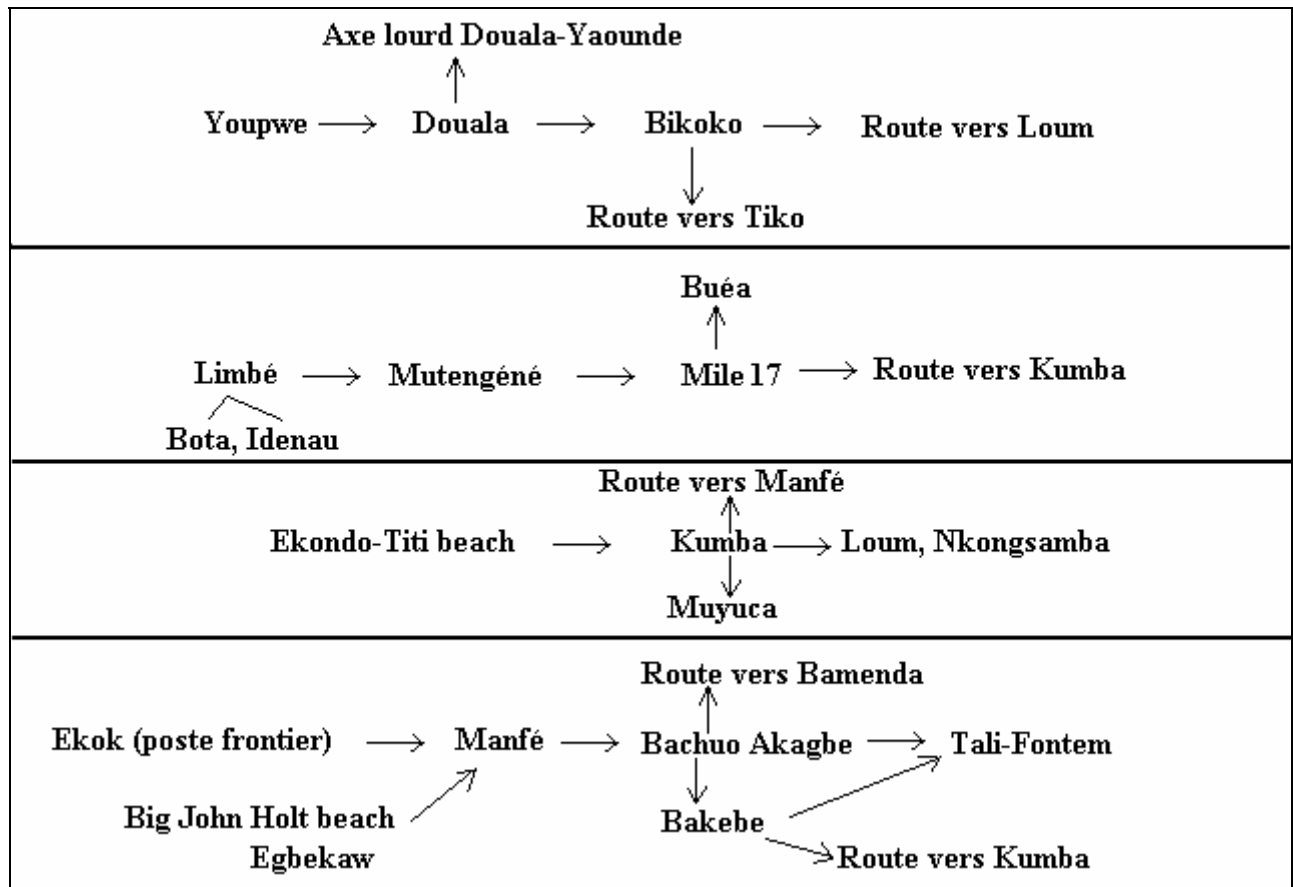 Axe lourd Douala-Yaounde
Youpwe Douala Bikoko Route vers Loum
Route vers Tiko
Buéa
Limbé Mutengéné Mile 17 Route vers Kumba
Bota, Idenau
Route vers Manfé
Ekondo-Titi beach Kumba Loum, Nkongsamba
Muyuca
Route vers Bamenda
Ekok (poste frontier) Manfé Bachuo Akagbe Tali-Fontem
Big John Holt beach Bakebe
Egbekaw Route vers Kumba